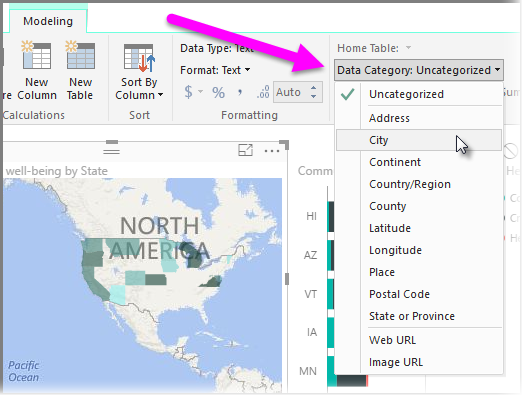 Modeling
Data Type: Text
Home Table:
New Column
New Table
Sort By Column
Format: Text
$ % , .00 Auto
Data Category: Uncategorized
Calculations
Sort
Formatting
Uncategorized
Address
City
Continent
Country/Region
County
Latitude
Longitude
Place
Postal Code
State or Province
Web URL
Image URL
well-being by State
NORTH
AMERICA
Pacific
Ocean
Comm
HI
AZ
VT
IA
MN